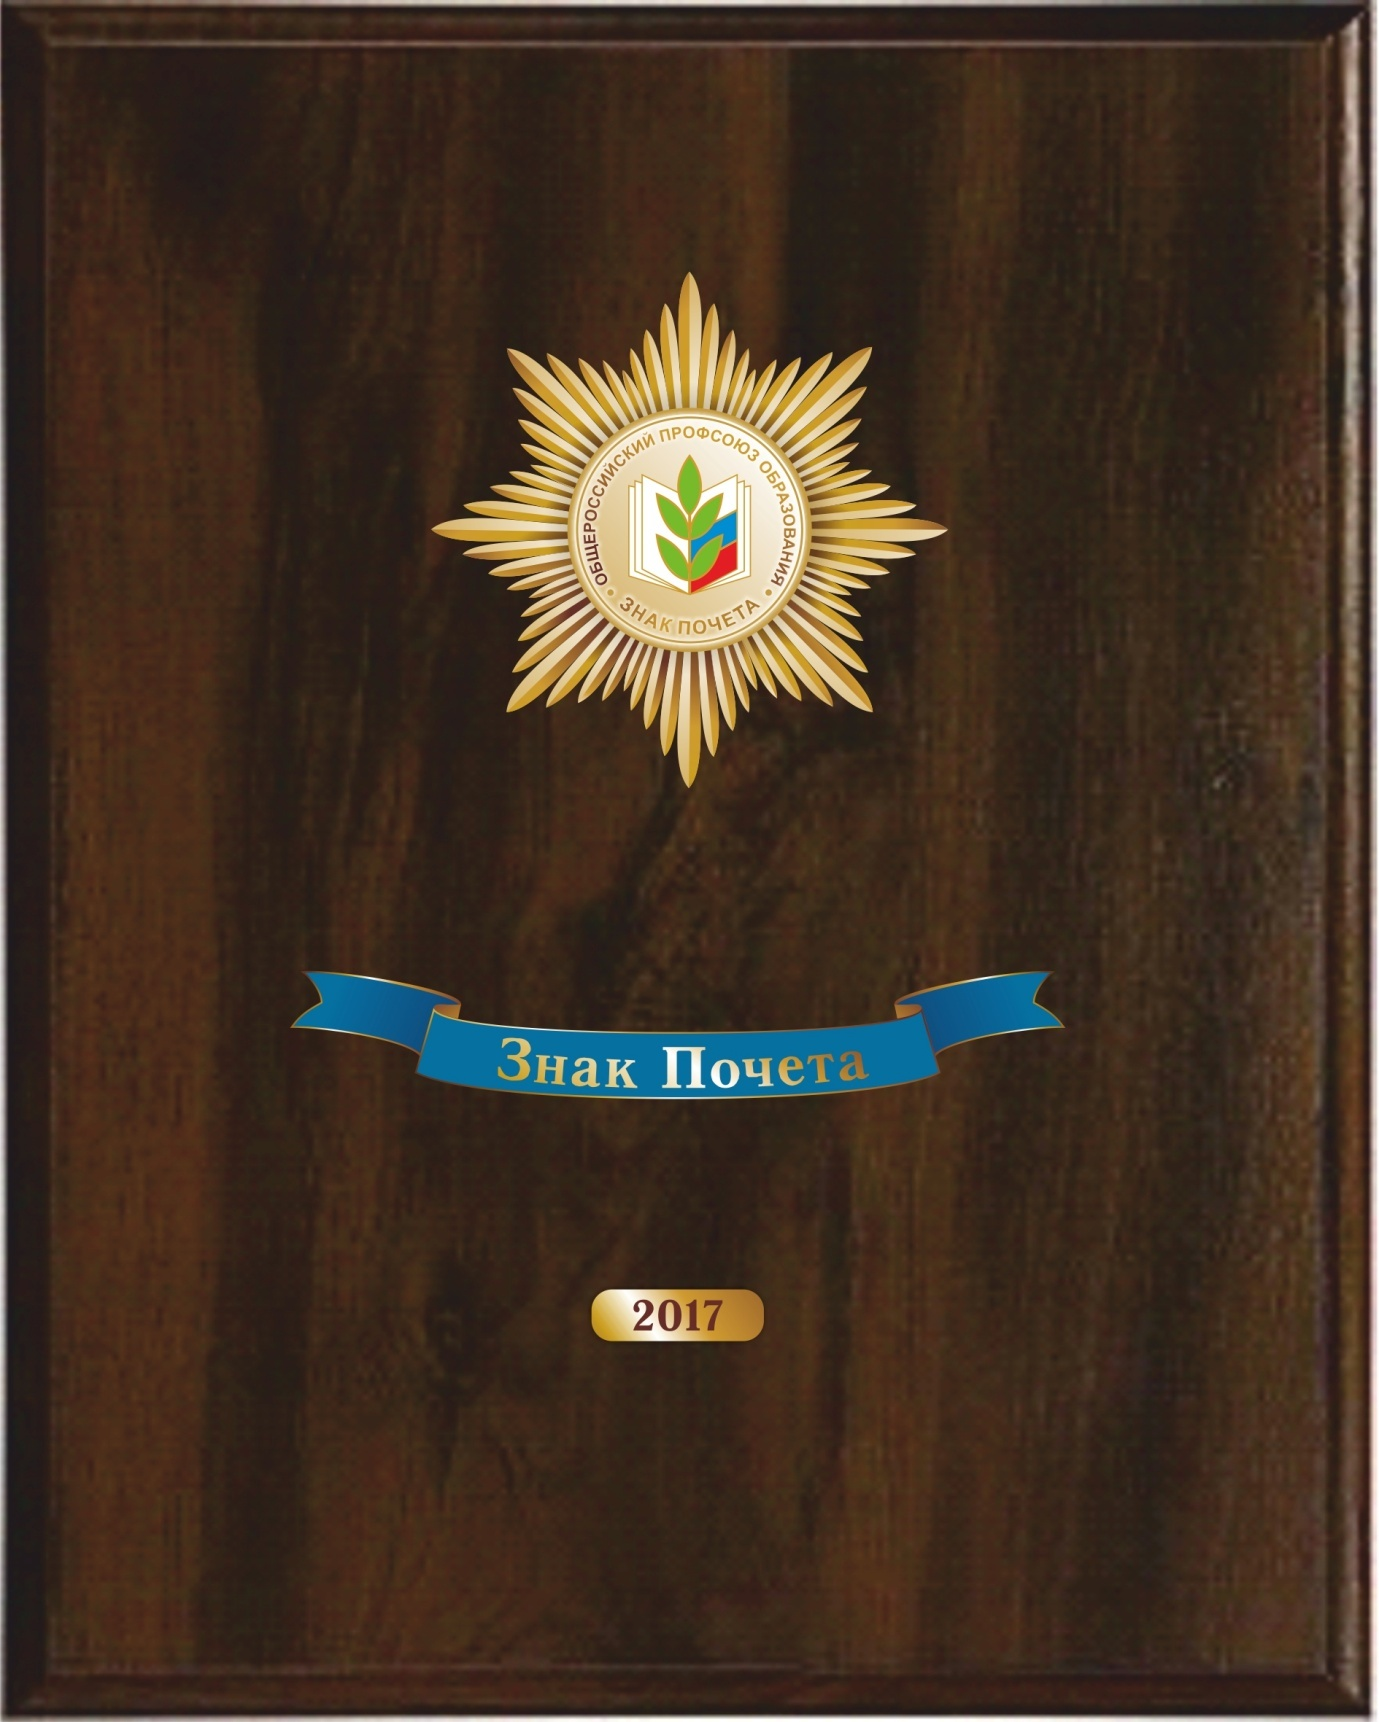 ОБЩЕРОССИЙСКИЙ ПРОФСОЮЗ ОБРАЗОВАНИЯ
• ЗНАК ПОЧЕТА •
Знак Почета
2017